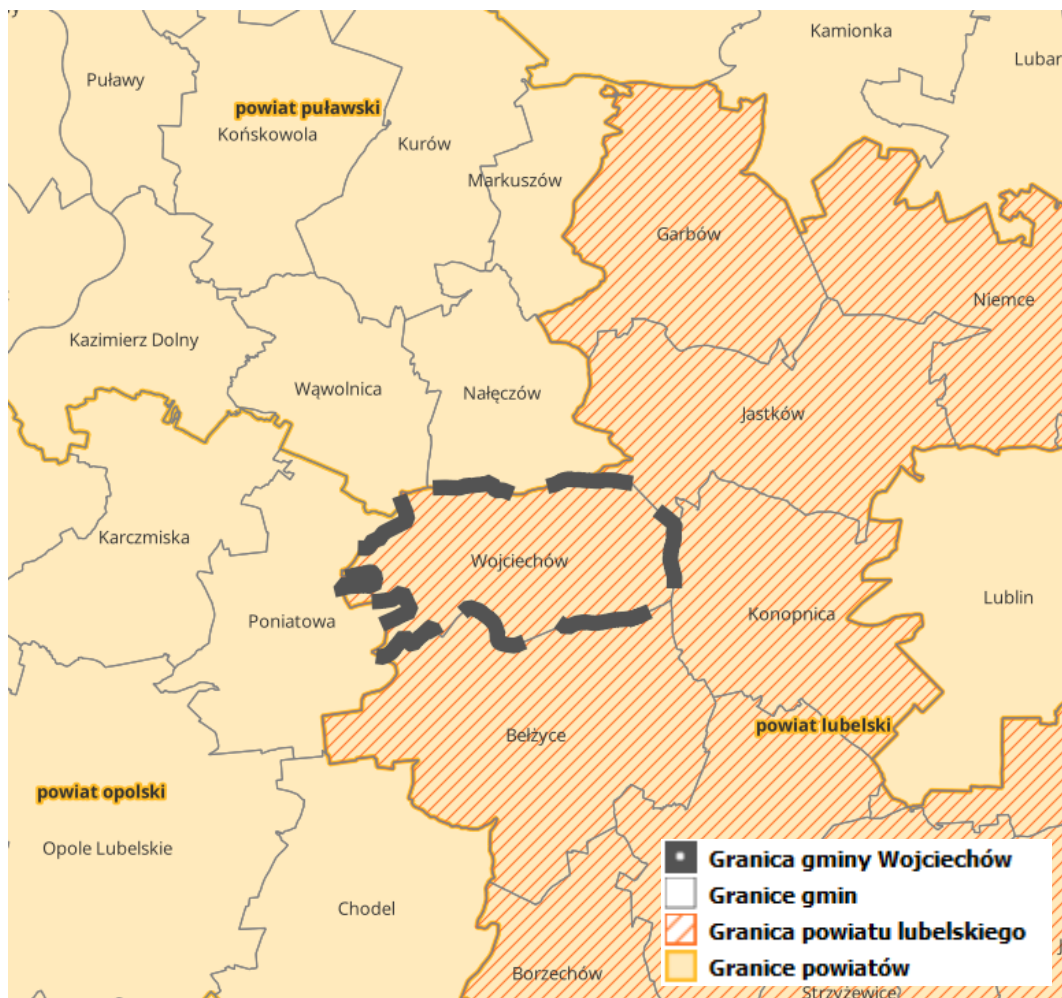 Kamionka
Puławy
powiat puławski
Końskowola
Kurów
Markuszów
Garbów
Niemce
Kazimierz Dolny
Wąwolnica
Nałęczów
Jastków
Karczmiska
Wojciechów
Poniatowa
Konopnica
Lublin
Bełżyce
powiat lubelski
powiat opolski
Opole Lubelskie
Chodel
Borzechów
Granica gminy Wojciechów
Granice gmin
Granica powiatu lubelskiego
Granice powiatów